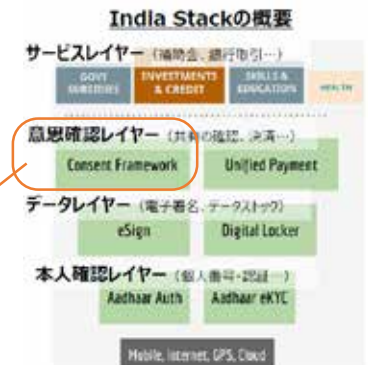 India Stackの概要
サービスレイヤー（補助金、銀行取引…）
GOVT INVESTMENTS SKILLS &
SUBSIDIES & CREDIT EDUCATION HEALTH
意思確認レイヤー（共有の確認、決済…）
Consent Framework Unified Payment
データレイヤー（電子署名、データストック）
eSign Digital Locker
本人確認レイヤー（個人番号・認証…）
Aadhaar Auth Aadhaar eKYC
Mobile, Internet, GPS, Cloud